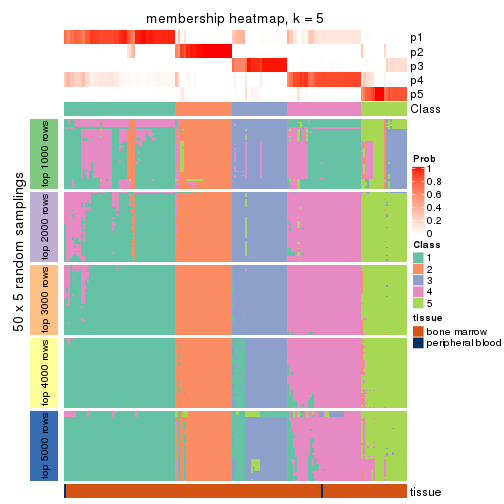 membership heatmap, k = 5
p1
p2
p3
p4
p5
Class
50 x 5 random samplings
top 1000 rows
top 2000 rows
top 3000 rows
top 4000 rows
top 5000 rows
tissue
Prob
1
0.8
0.6
0.4
0.2
0
Class
1
2
3
4
5
tissue
bone marrow
peripheral blood